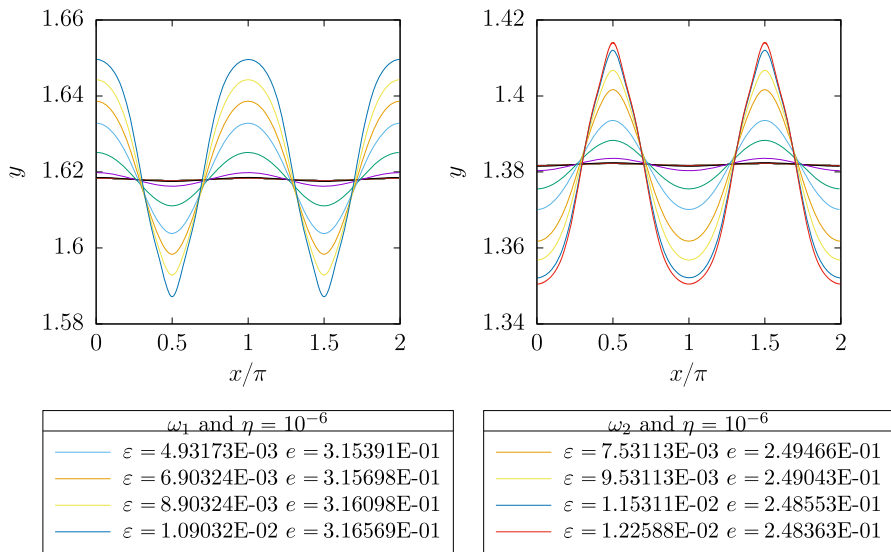 1.66
1.64
1.62
1.6
1.58
y
0 0.5 1 1.5 2
x/π
1.42
1.4
1.38
1.36
1.34
y
0 0.5 1 1.5 2
x/π
ω₁ and η = 10⁻⁶
ε = 4.93173E-03 e = 3.15391E-01
ε = 6.90324E-03 e = 3.15698E-01
ε = 8.90324E-03 e = 3.16098E-01
ε = 1.09032E-02 e = 3.16569E-01
ω₂ and η = 10⁻⁶
ε = 7.53113E-03 e = 2.49466E-01
ε = 9.53113E-03 e = 2.49043E-01
ε = 1.15311E-02 e = 2.48553E-01
ε = 1.22588E-02 e = 2.48363E-01